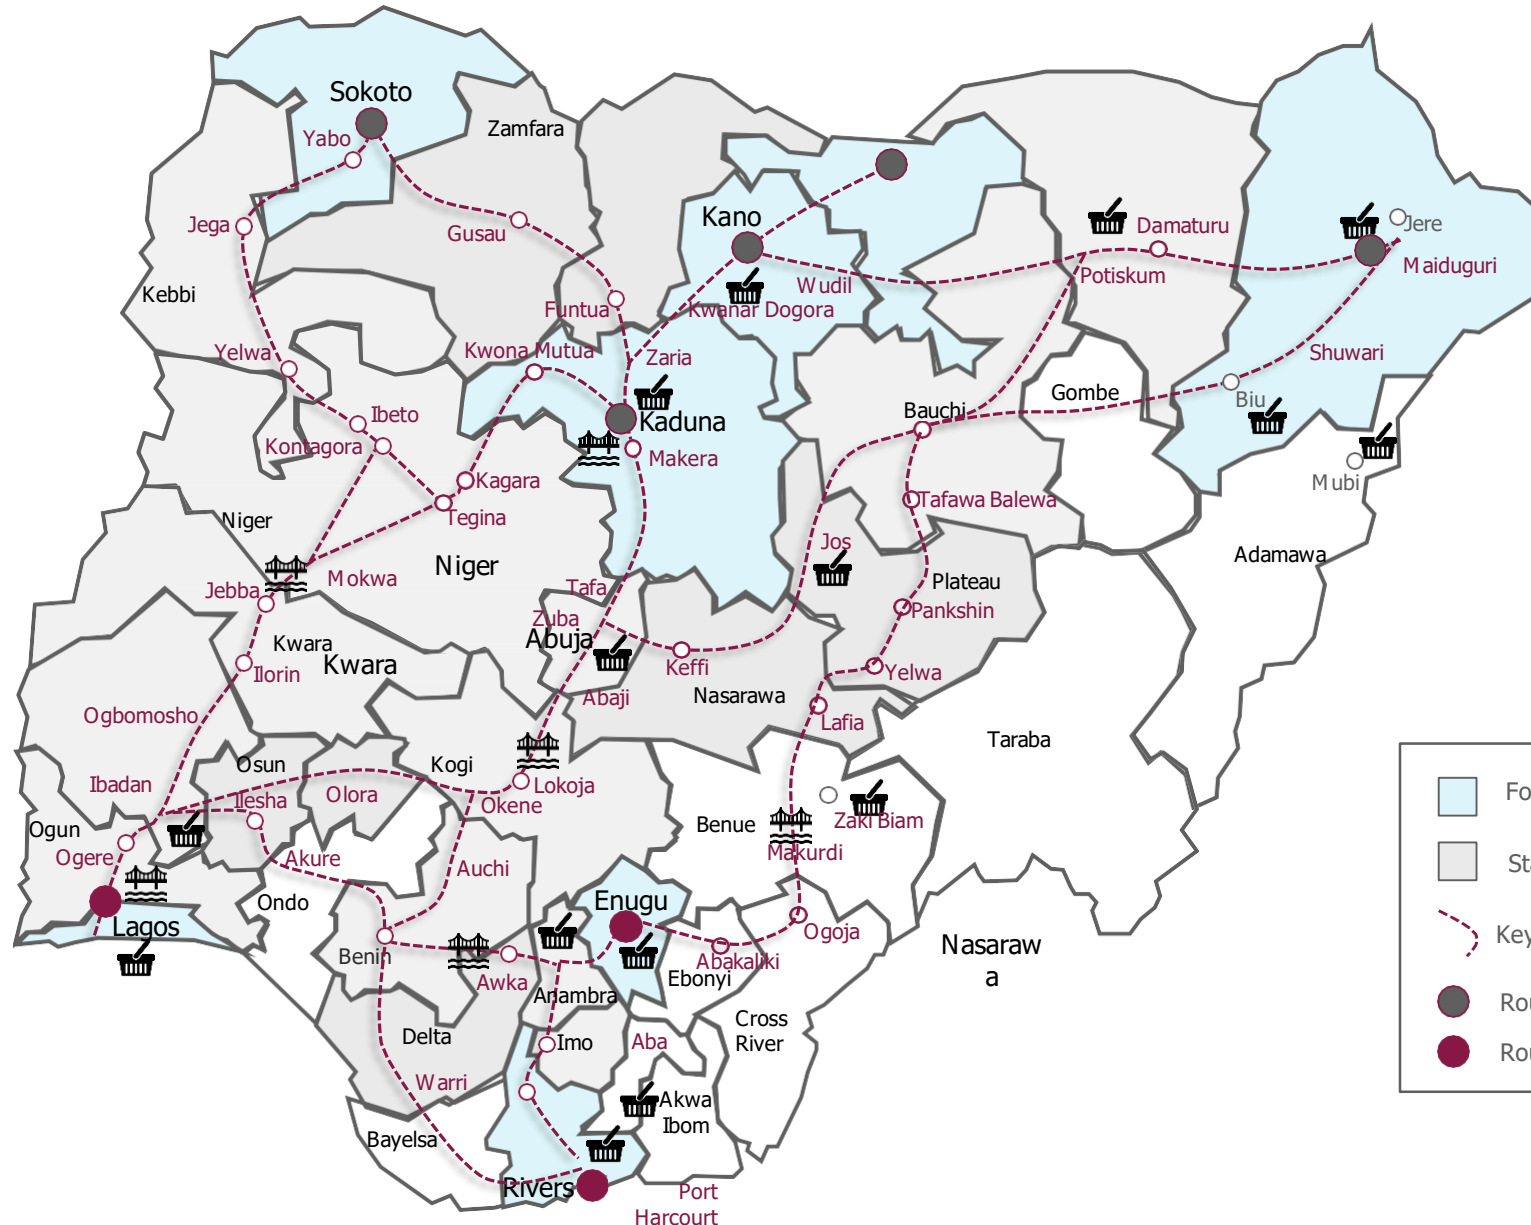 Sokoto
Zamfara
Yabo
Jega
Gusau
Kano
Damaturu
Jere
Maiduguri
Potiskum
Wudil
Kwanar Dogora
Kebbi
Funtua
Yelwa
Kwona Mutua
Zaria
Shuwari
Gombe
Biu
Ibeto
Bauchi
Kaduna
Kontagora
Makera
Kagara
Mubi
Tafawa Balewa
Tegina
Niger
Jos
Adamawa
Niger
Mokwa
Plateau
Jebba
Tafa
Zuba
Pankshin
Abuja
Kwara
Kwara
Ilorin
Keffi
Yelwa
Abaji
Nasarawa
Lafia
Ogbomosho
Taraba
Osun
Kogi
Ibadan
Ilesha
Olora
Lokoja
Okene
Zaki Biam
Benue
Ogun
Ogere
Akure
Auchi
Makurdi
Ondo
Enugu
Lagos
Ogoja
Nasaraw
a
Benin
Awka
Abakaliki
Ebonyi
Anambra
Cross
River
Delta
Imo
Aba
Warri
Akwa
Ibom
Bayelsa
Rivers
Port
Harcourt
Fo
Sta
Key
Rou
Rou